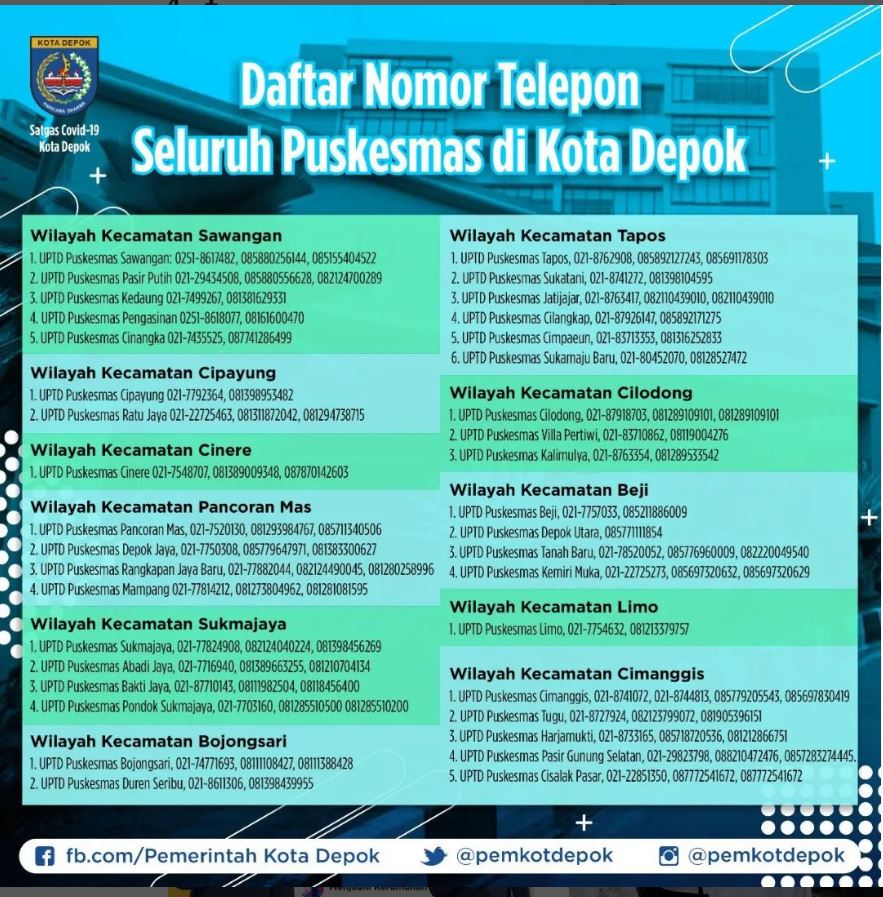 KOTA DEPOK
PARICARA DHARMA
Satgas Covid-19
Kota Depok
Daftar Nomor Telepon
Seluruh Puskesmas di Kota Depok
Wilayah Kecamatan Sawangan
1. UPTD Puskesmas Sawangan: 0251-8617482, 085880256144, 085155404522
2. UPTD Puskesmas Pasir Putih 021-29434508, 085880556628, 082124700289
3. UPTD Puskesmas Kedaung 021-7499267, 081381629331
4. UPTD Puskesmas Pengasinan 0251-8618077, 08161600470
5. UPTD Puskesmas Cinangka 021-7435525, 087741286499
Wilayah Kecamatan Cipayung
1. UPTD Puskesmas Cipayung 021-7792364, 081398953482
2. UPTD Puskesmas Ratu Jaya 021-22725463, 081311872042, 081294738715
Wilayah Kecamatan Cinere
1. UPTD Puskesmas Cinere 021-7548707, 081389009348, 087870142603
Wilayah Kecamatan Pancoran Mas
1. UPTD Puskesmas Pancoran Mas, 021-7520130, 081293984767, 085711340506
2. UPTD Puskesmas Depok Jaya, 021-7750308, 085779647971, 081383300627
3. UPTD Puskesmas Rangkapan Jaya Baru, 021-77882044, 082124490045, 081280258996
4. UPTD Puskesmas Mampang 021-77814212, 081273804962, 081281081595
Wilayah Kecamatan Sukmajaya
1. UPTD Puskesmas Sukmajaya, 021-77824908, 082124040224, 081398456269
2. UPTD Puskesmas Abadi Jaya, 021-7716940, 081389663255, 081210704134
3. UPTD Puskesmas Bakti Jaya, 021-87710143, 08111982504, 08118456400
4. UPTD Puskesmas Pondok Sukmajaya, 021-7703160, 081285510500 081285510200
Wilayah Kecamatan Bojongsari
1. UPTD Puskesmas Bojongsari, 021-74771693, 08111108427, 08111388428
2. UPTD Puskesmas Duren Seribu, 021-8611306, 081398439955
Wilayah Kecamatan Tapos
1. UPTD Puskesmas Tapos, 021-8762908, 085892127243, 085691178303
2. UPTD Puskesmas Sukatani, 021-8741272, 081398104595
3. UPTD Puskesmas Jatijajar, 021-8763417, 082110439010, 082110439010
4. UPTD Puskesmas Cilangkap, 021-87926147, 085892171275
5. UPTD Puskesmas Cimpaeun, 021-83713353, 081316252833
6. UPTD Puskesmas Sukamaju Baru, 021-80452070, 08128527472
Wilayah Kecamatan Cilodong
1. UPTD Puskesmas Cilodong, 021-87918703, 081289109101, 081289109101
2. UPTD Puskesmas Villa Pertiwi, 021-83710862, 08119004276
3. UPTD Puskesmas Kalimulya, 021-8763354, 081289533542
Wilayah Kecamatan Beji
1. UPTD Puskesmas Beji, 021-7757033, 085211886009
2. UPTD Puskesmas Depok Utara, 085771111854
3. UPTD Puskesmas Tanah Baru, 021-78520052, 085776960009, 082220049540
4. UPTD Puskesmas Kemiri Muka, 021-22725273, 085697320632, 085697320629
Wilayah Kecamatan Limo
1. UPTD Puskesmas Limo, 021-7754632, 081213379757
Wilayah Kecamatan Cimanggis
1. UPTD Puskesmas Cimanggis, 021-8741072, 021-8744813, 085779205543, 085697830419
2. UPTD Puskesmas Tugu, 021-8727924, 082123799072, 081905396151
3. UPTD Puskesmas Harjamukti, 021-8733165, 085718720536, 081212866751
4. UPTD Puskesmas Pasir Gunung Selatan, 021-29823798, 088210472476, 0857283274445.
5. UPTD Puskesmas Cisalak Pasar, 021-22851350, 087772541672, 087772541672
fb.com/Pemerintah Kota Depok
@pemkotdepok
@pemkotdepok
Menjauhi Kerumunan